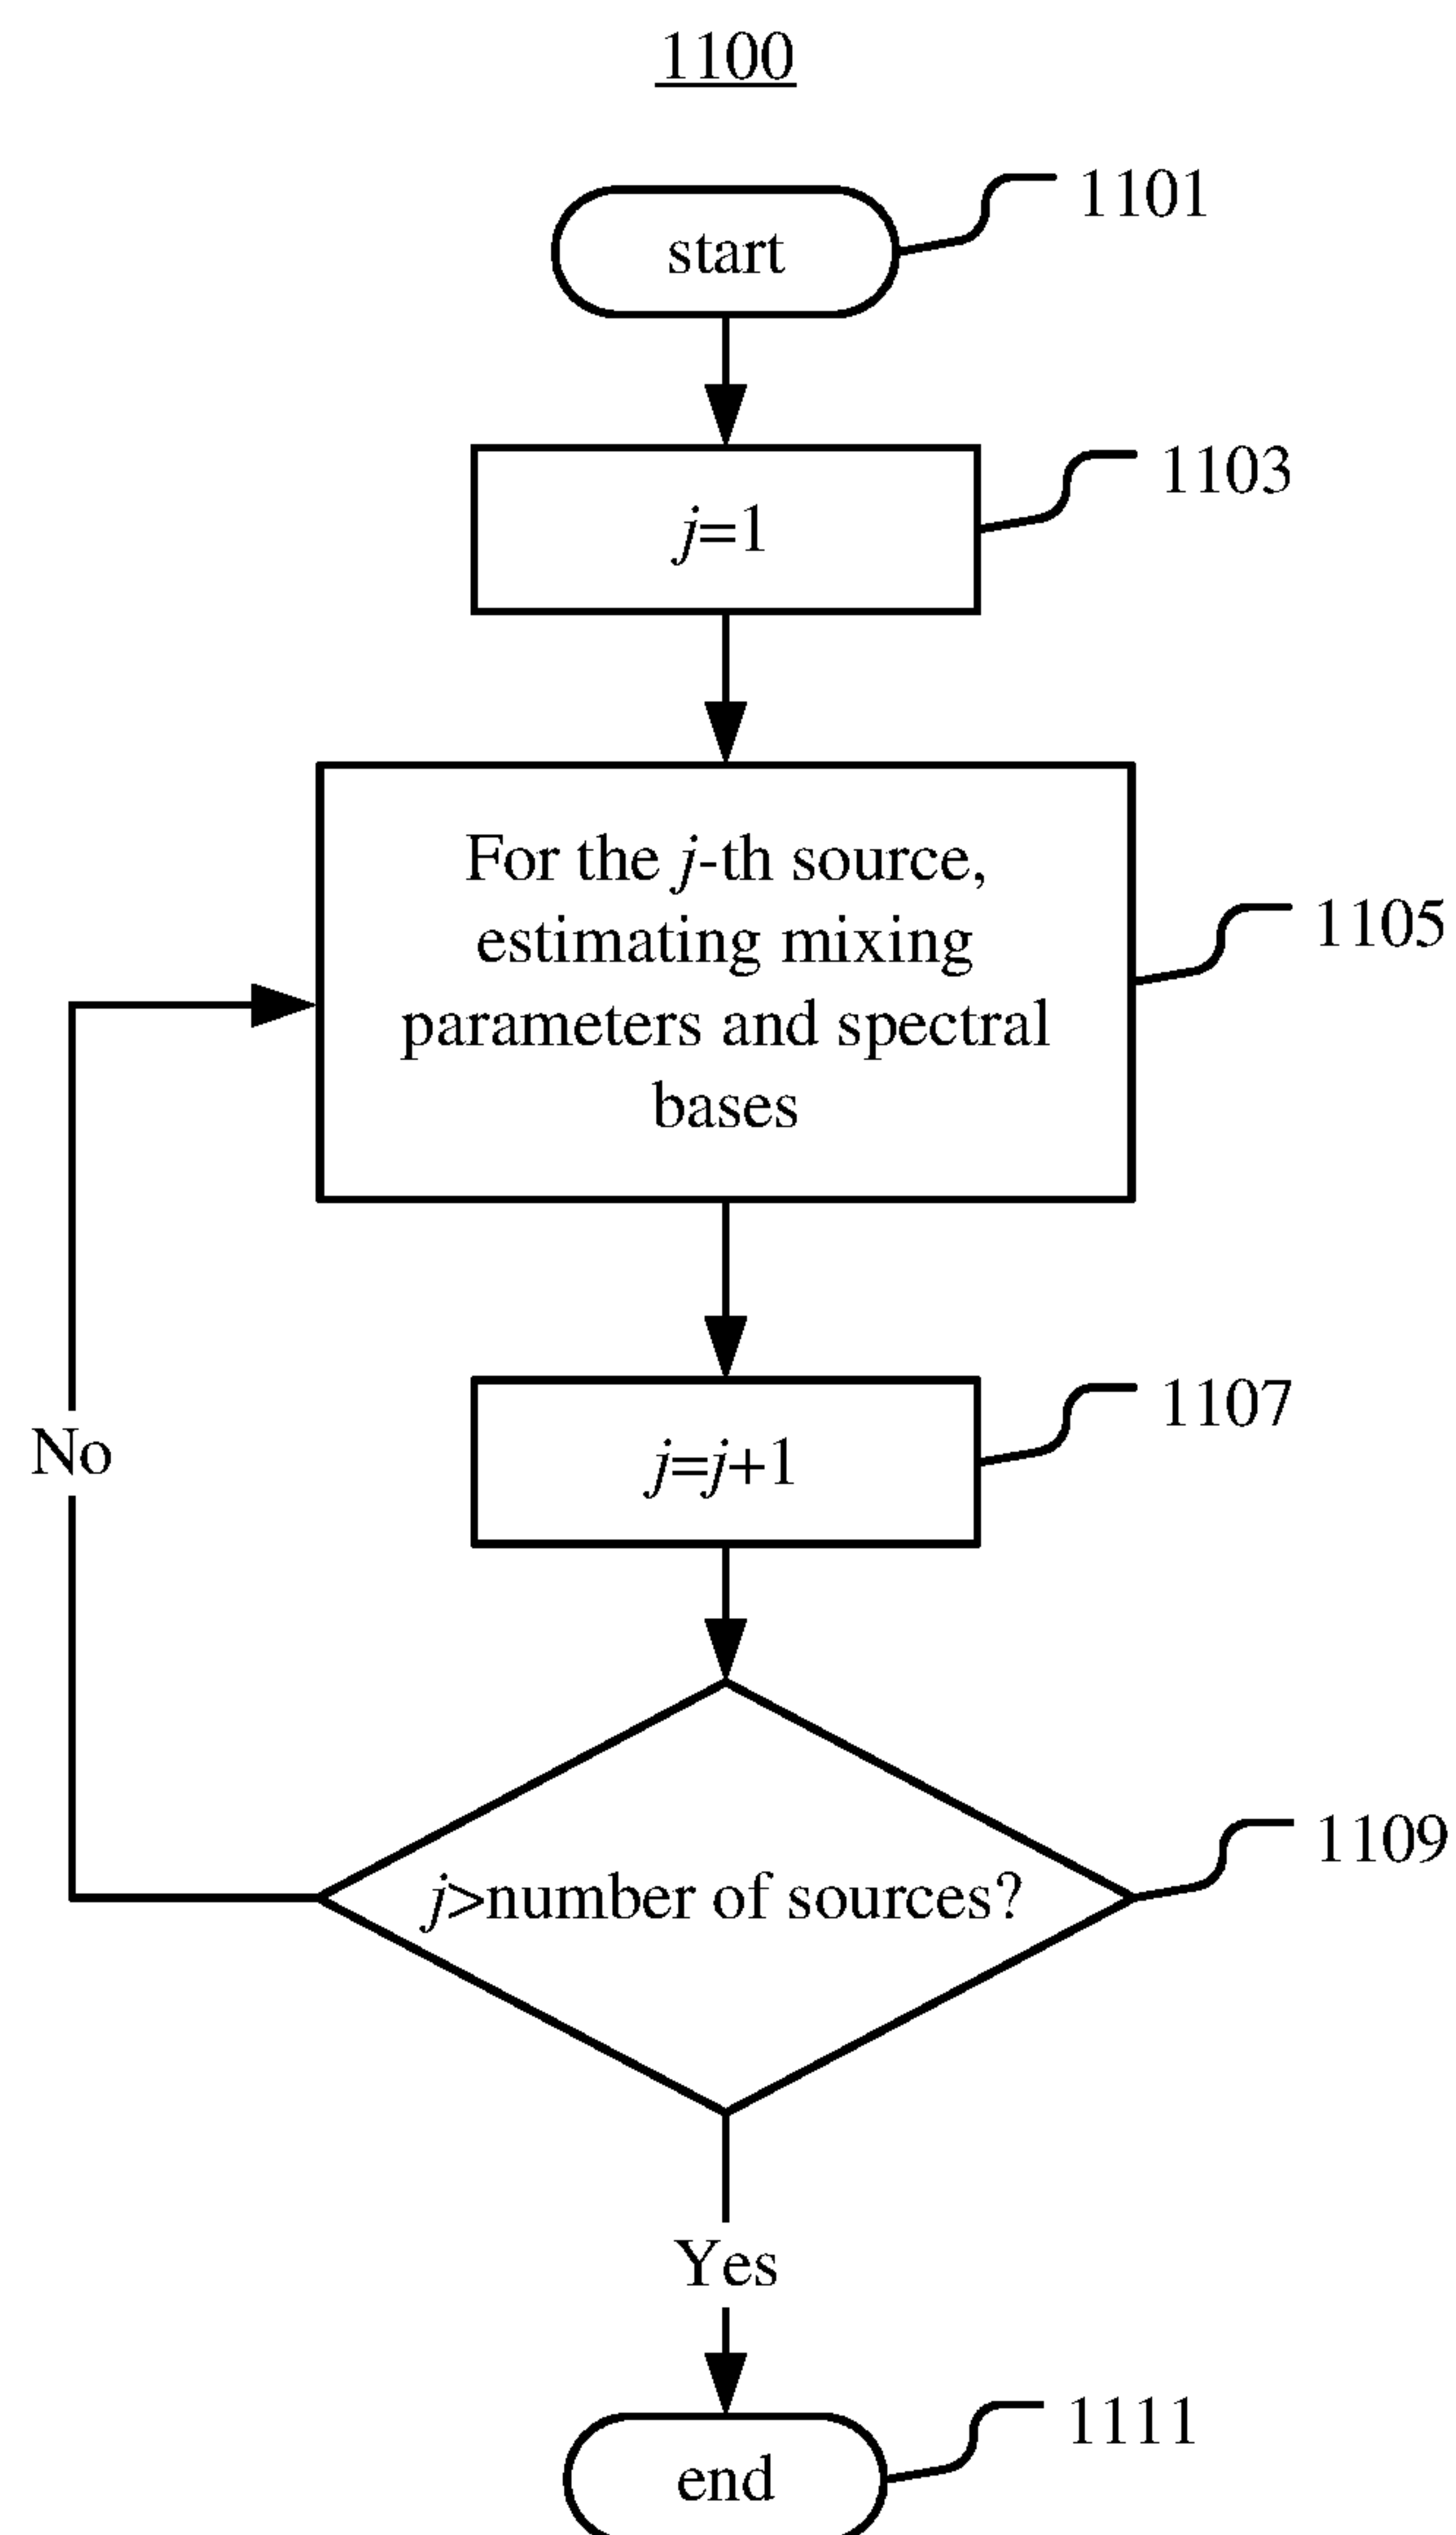 1100
start
1101
j=1
1103
For the j-th source,
estimating mixing
parameters and spectral
bases
1105
j=j+1
1107
No
j>number of sources?
1109
Yes
end
1111